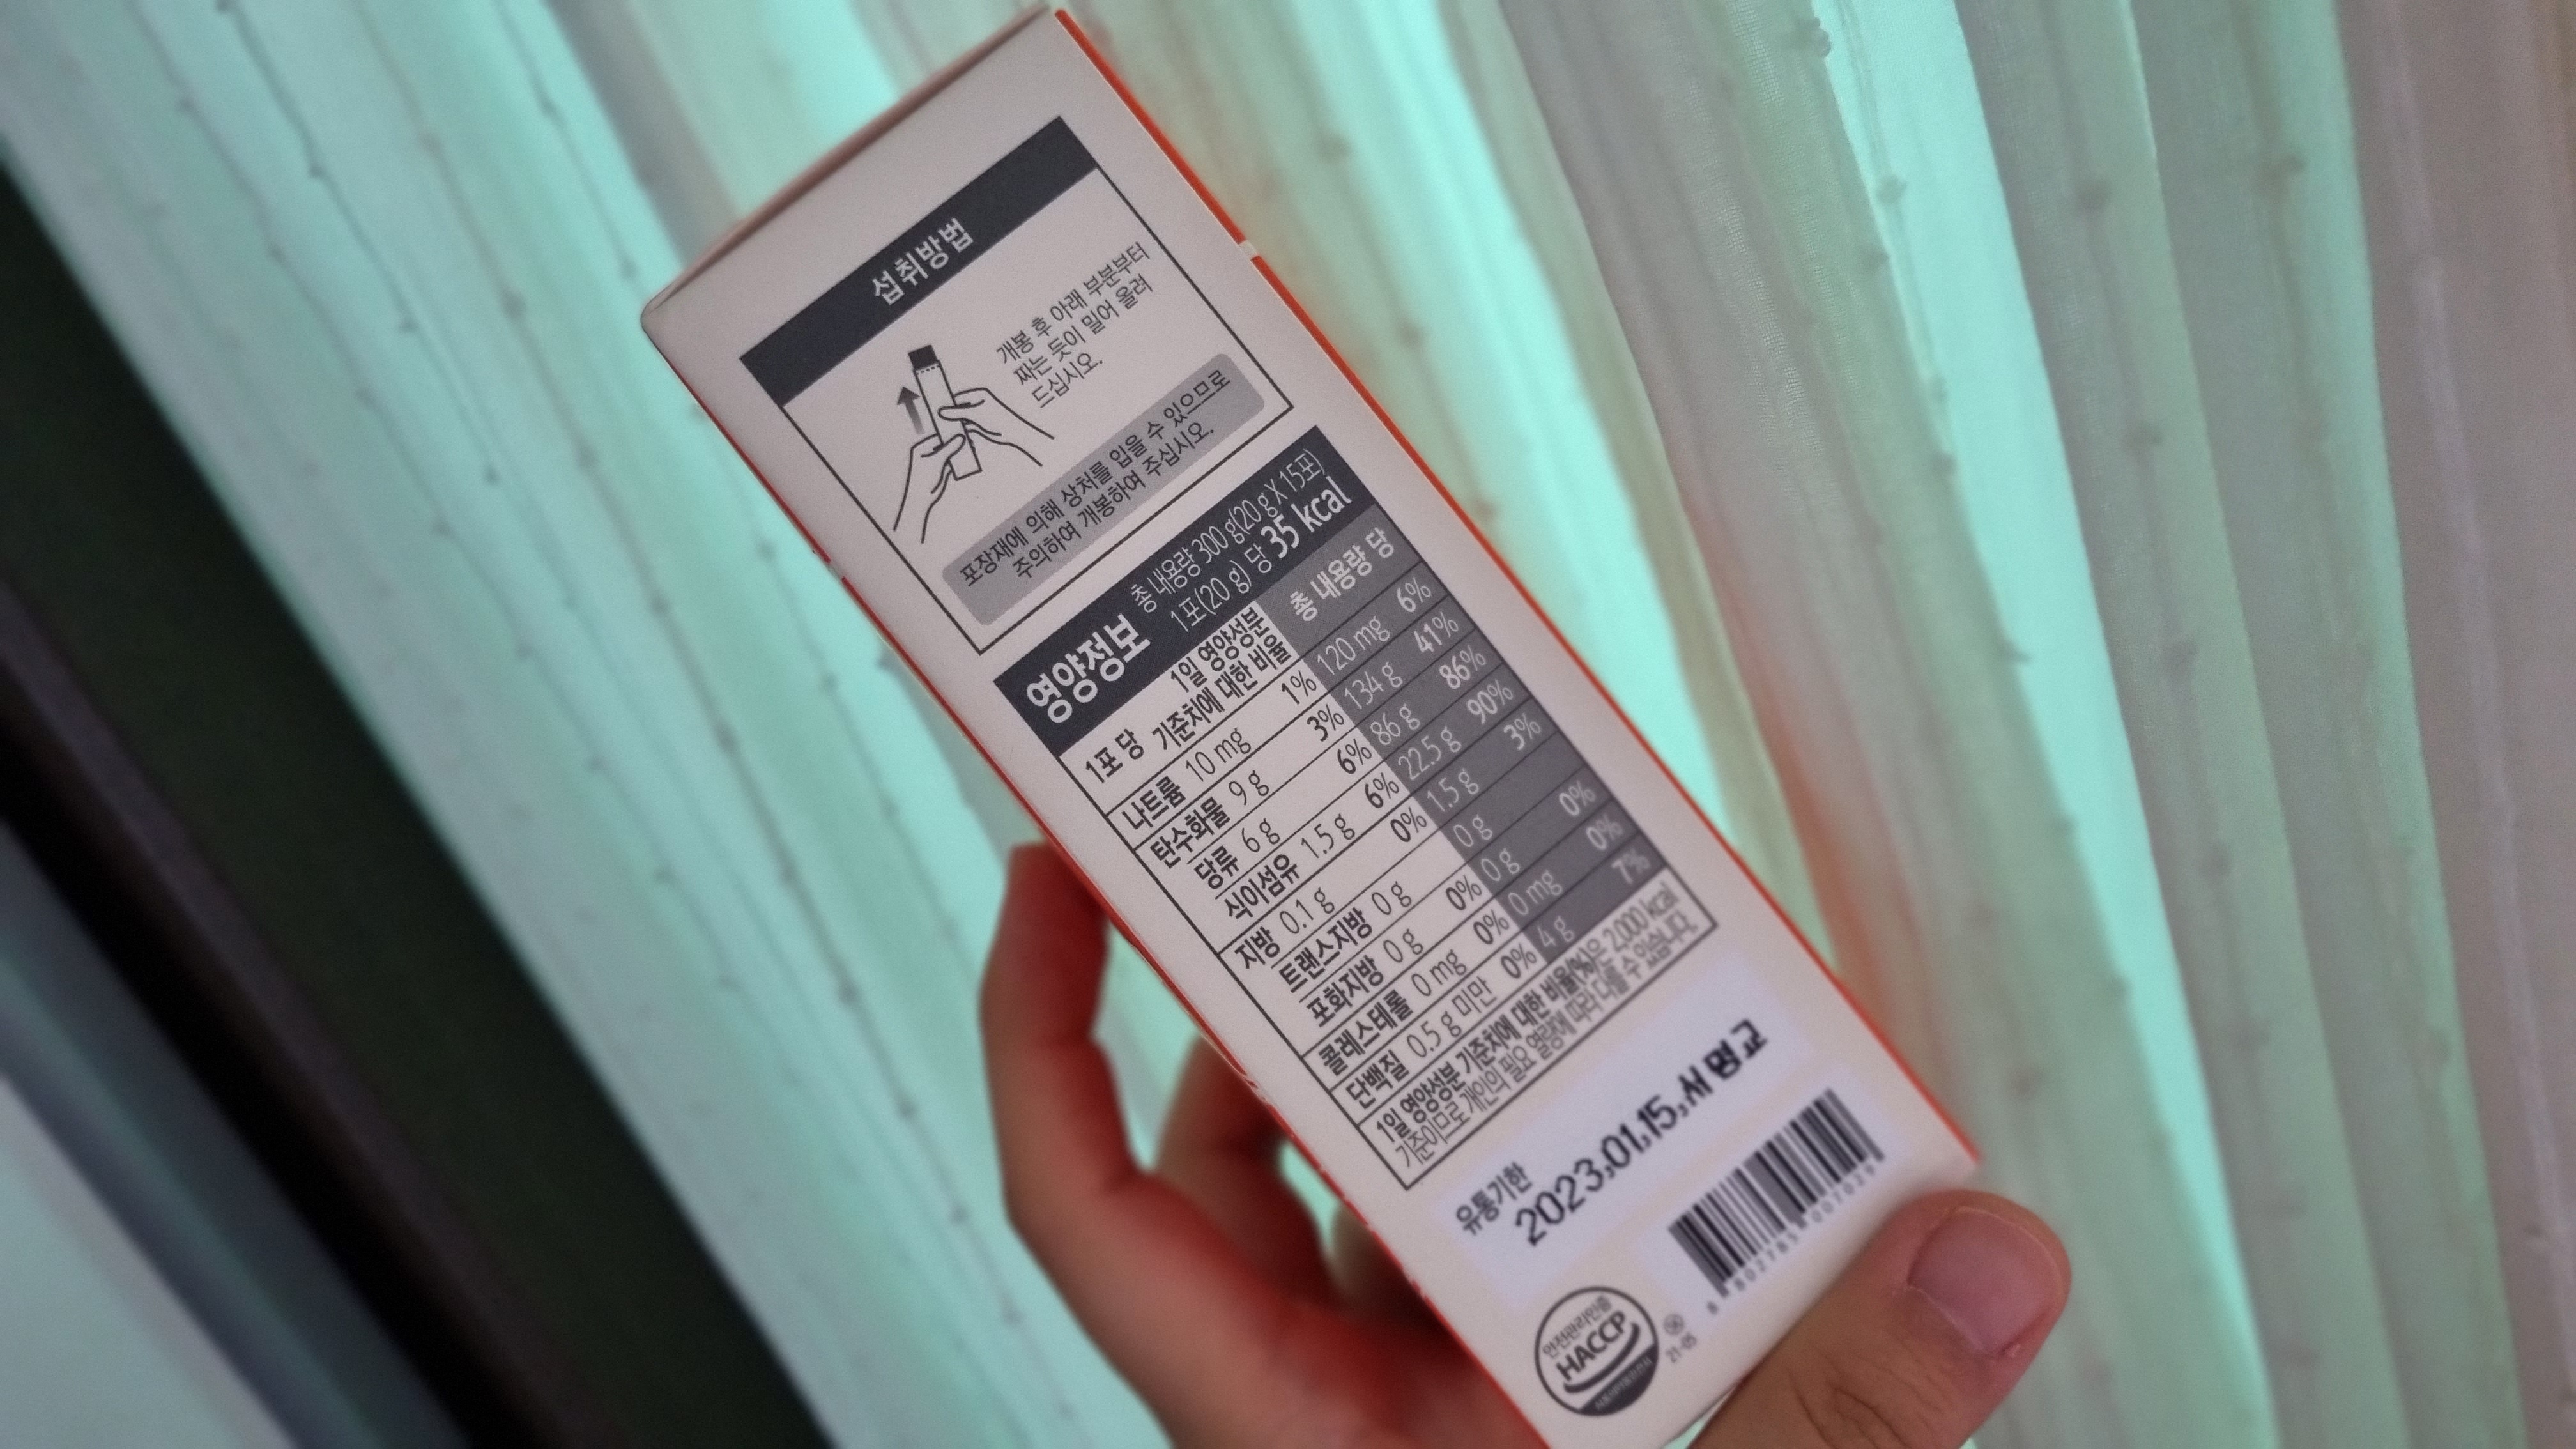 섭취방법
개봉 후 아래 부분부터
짜는 듯이 밀어 올려
드십시오.
포장재에 의해 상처를 입을 수 있으므로
주의하여 개봉하여 주십시오.
영양정보
총 내용량 300 g(20 g X 15포)
1포(20 g) 당 35 kcal
1포 당 1일 영양성분 기준치에 대한 비율 총 내용량 당
나트륨 10 mg 1% 120 mg 6%
탄수화물 9 g 3% 134 g 41%
당류 6 g 6% 86 g 86%
식이섬유 1.5 g 6% 22.5 g 90%
지방 0.1 g 0% 1.5 g 3%
트랜스지방 0 g 0 g
포화지방 0 g 0% 0 g 0%
콜레스테롤 0 mg 0% 0 mg 0%
단백질 0.5 g 미만 0% 4 g 7%
1일 영양성분 기준치에 대한 비율(%)은 2,000 kcal
기준이므로 개인의 필요 열량에 따라 다를 수 있습니다.
유통기한
2023.01.15.서명교
안전관리인증
HACCP
21-05